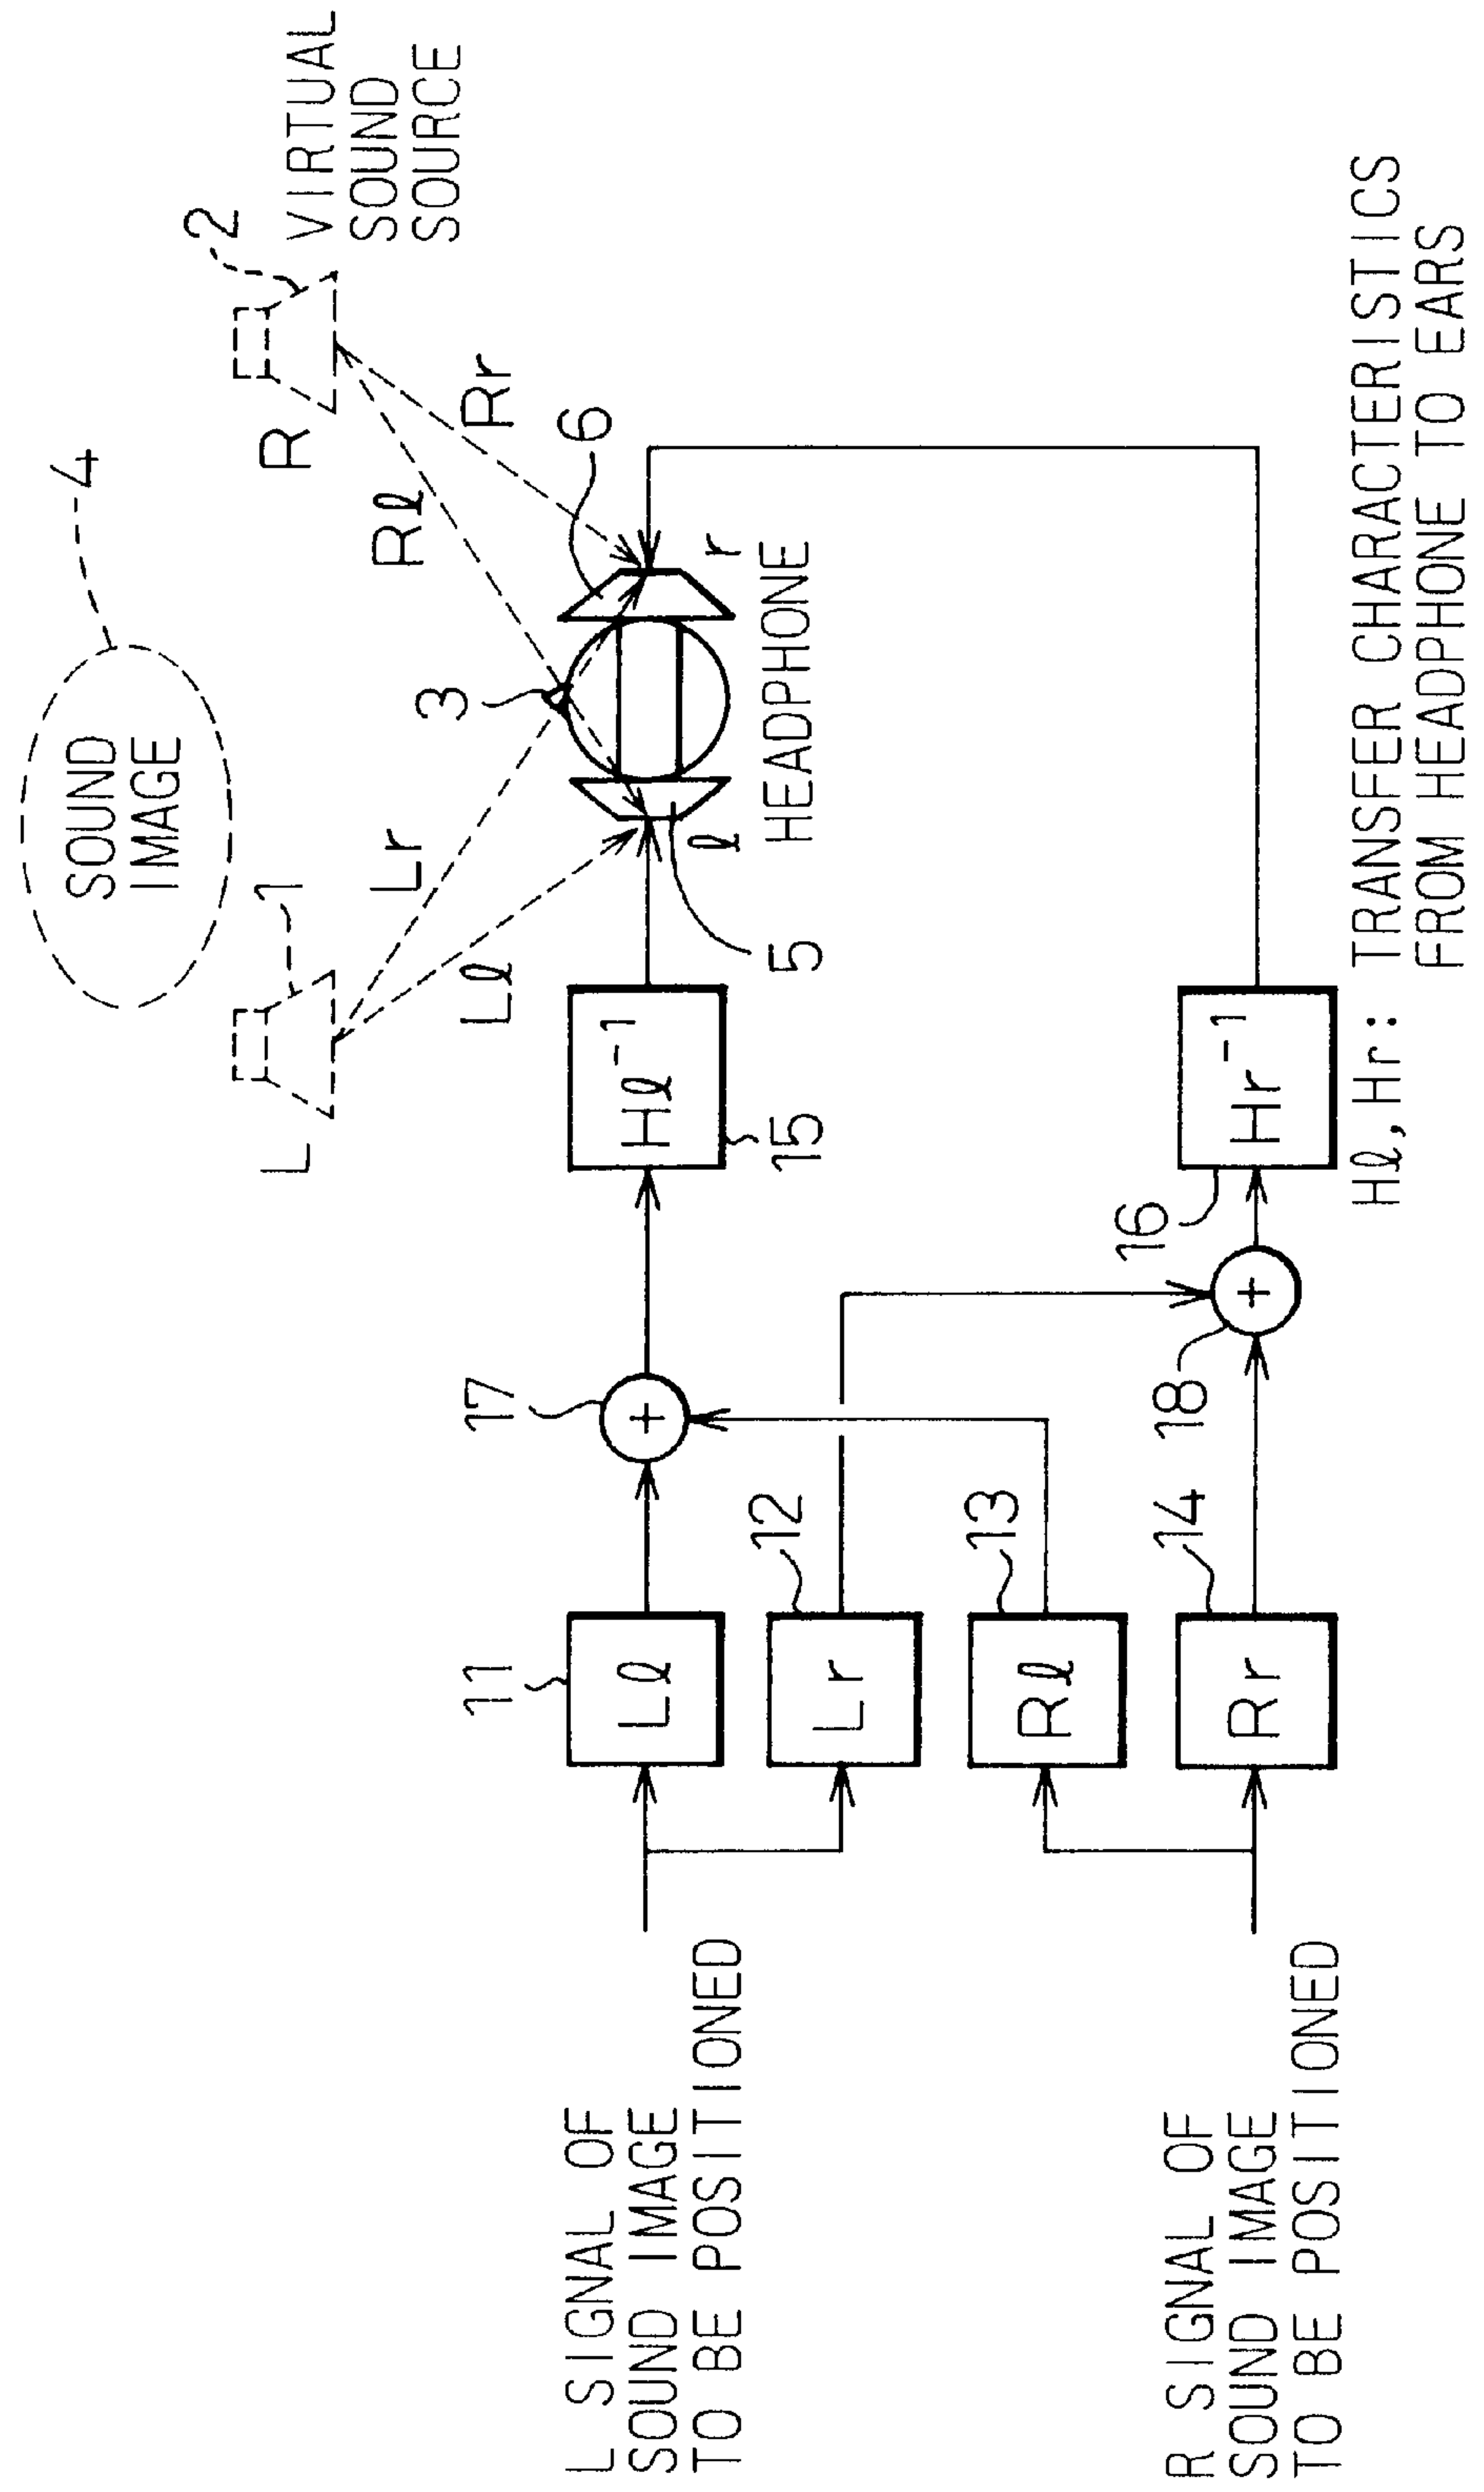 SOUND
IMAGE
4
L
1
R
2
VIRTUAL
SOUND
SOURCE
Lℓ
Lr
Rℓ
Rr
3
6
5
ℓ
r
HEADPHONE
L SIGNAL OF
SOUND IMAGE
TO BE POSITIONED
11
Lℓ
12
Lr
13
Rℓ
14
Rr
17
+
18
+
15
Hℓ⁻¹
16
Hr⁻¹
R SIGNAL OF
SOUND IMAGE
TO BE POSITIONED
Hℓ,Hr: TRANSFER CHARACTERISTICS
FROM HEADPHONE TO EARS